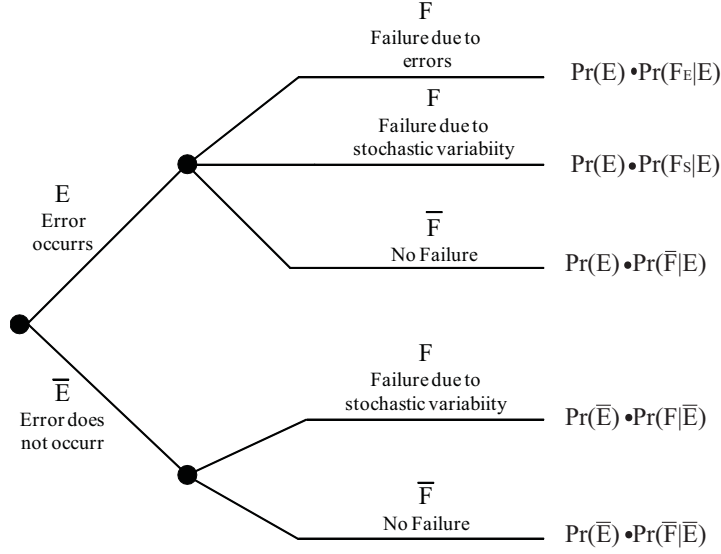 F
Failure due to
errors
Pr(E)•Pr(FE|E)
F
Failure due to
stochastic variabiity
Pr(E)•Pr(FS|E)
E
Error
occurrs
F̅
No Failure
Pr(E)•Pr(F̅|E)
E̅
Error does
not occurr
F
Failure due to
stochastic variabiity
Pr(E̅)•Pr(F|E̅)
F̅
No Failure
Pr(E̅)•Pr(F̅|E̅)